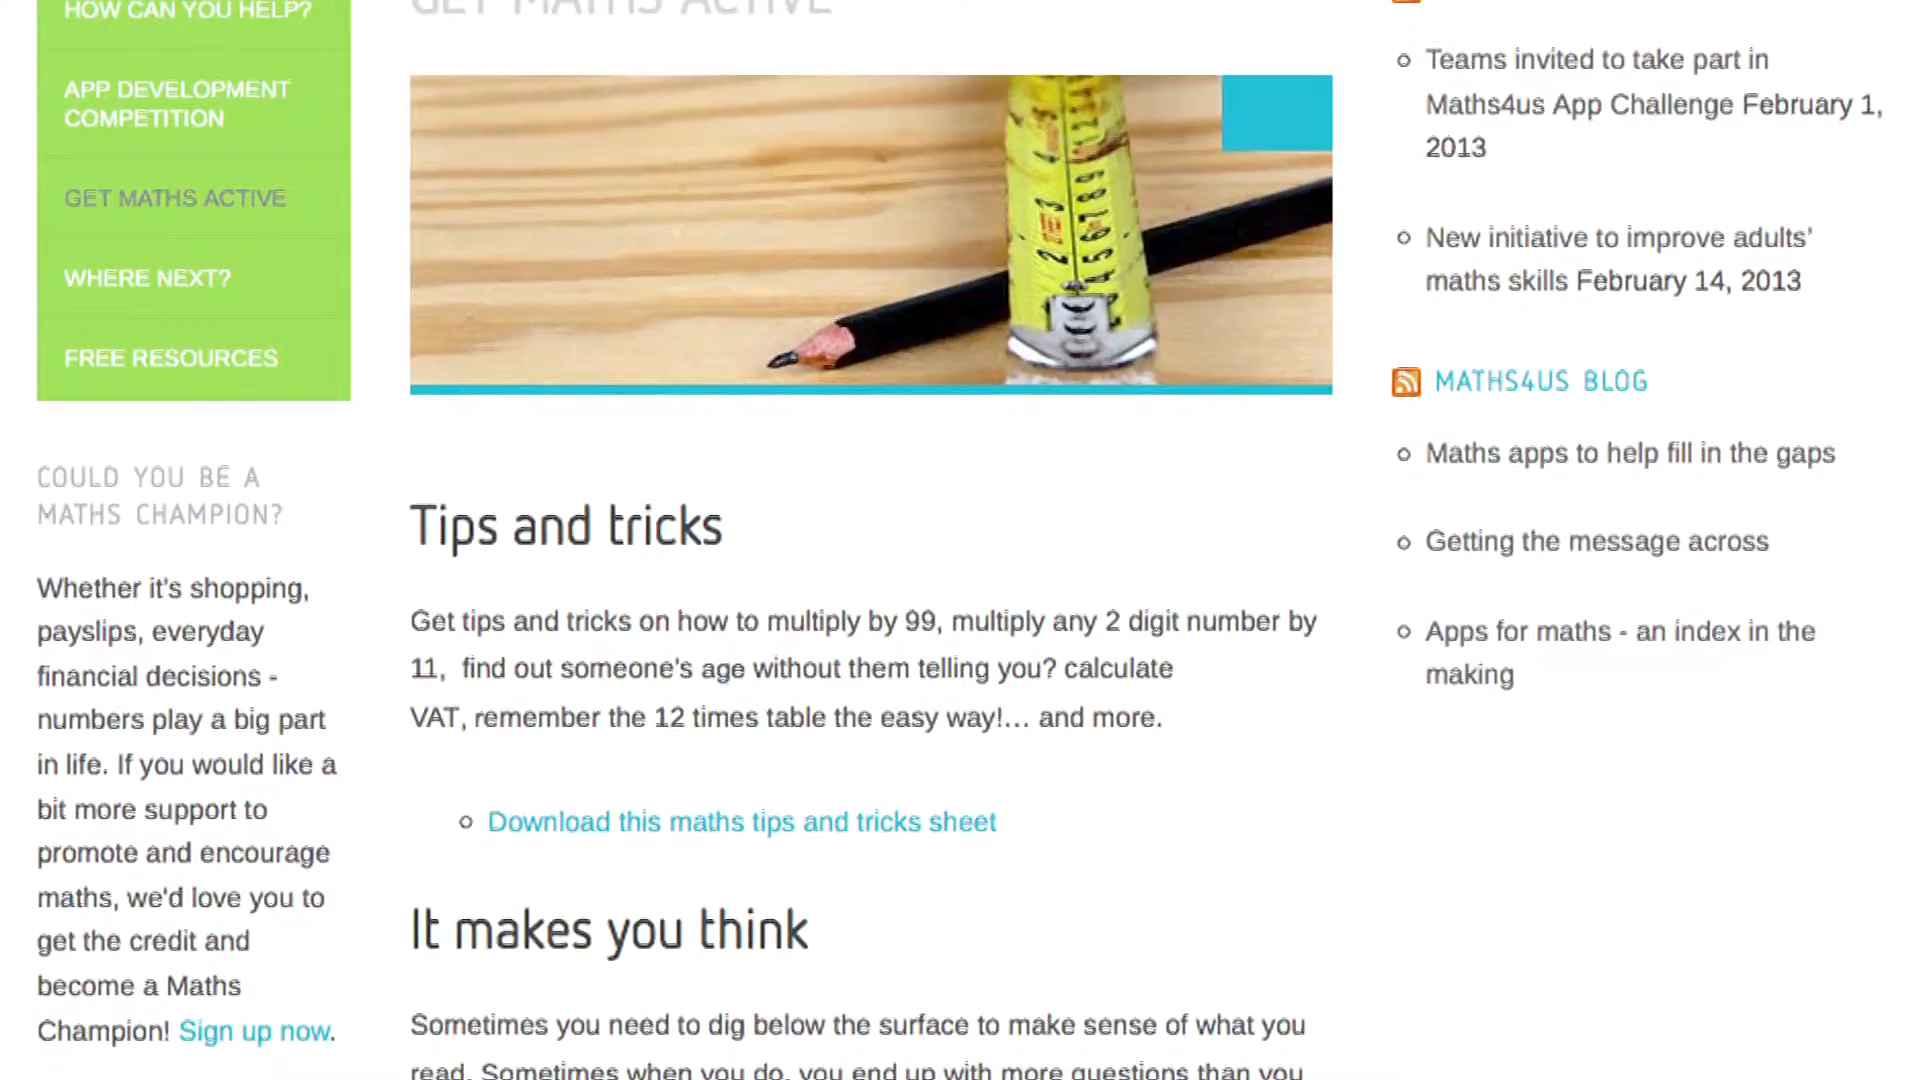 HOW CAN YOU HELP?
APP DEVELOPMENT
COMPETITION
GET MATHS ACTIVE
WHERE NEXT?
FREE RESOURCES
COULD YOU BE A
MATHS CHAMPION?
Whether it's shopping,
payslips, everyday
financial decisions -
numbers play a big part
in life. If you would like a
bit more support to
promote and encourage
maths, we'd love you to
get the credit and
become a Maths
Champion! Sign up now.
GET MATHS ACTIVE
Tips and tricks
Get tips and tricks on how to multiply by 99, multiply any 2 digit number by
11,  find out someone's age without them telling you? calculate
VAT, remember the 12 times table the easy way!… and more.
Download this maths tips and tricks sheet
It makes you think
Sometimes you need to dig below the surface to make sense of what you
read. Sometimes when you do, you end up with more questions than you
Teams invited to take part in
Maths4us App Challenge February 1,
2013
New initiative to improve adults'
maths skills February 14, 2013
MATHS4US BLOG
Maths apps to help fill in the gaps
Getting the message across
Apps for maths - an index in the
making